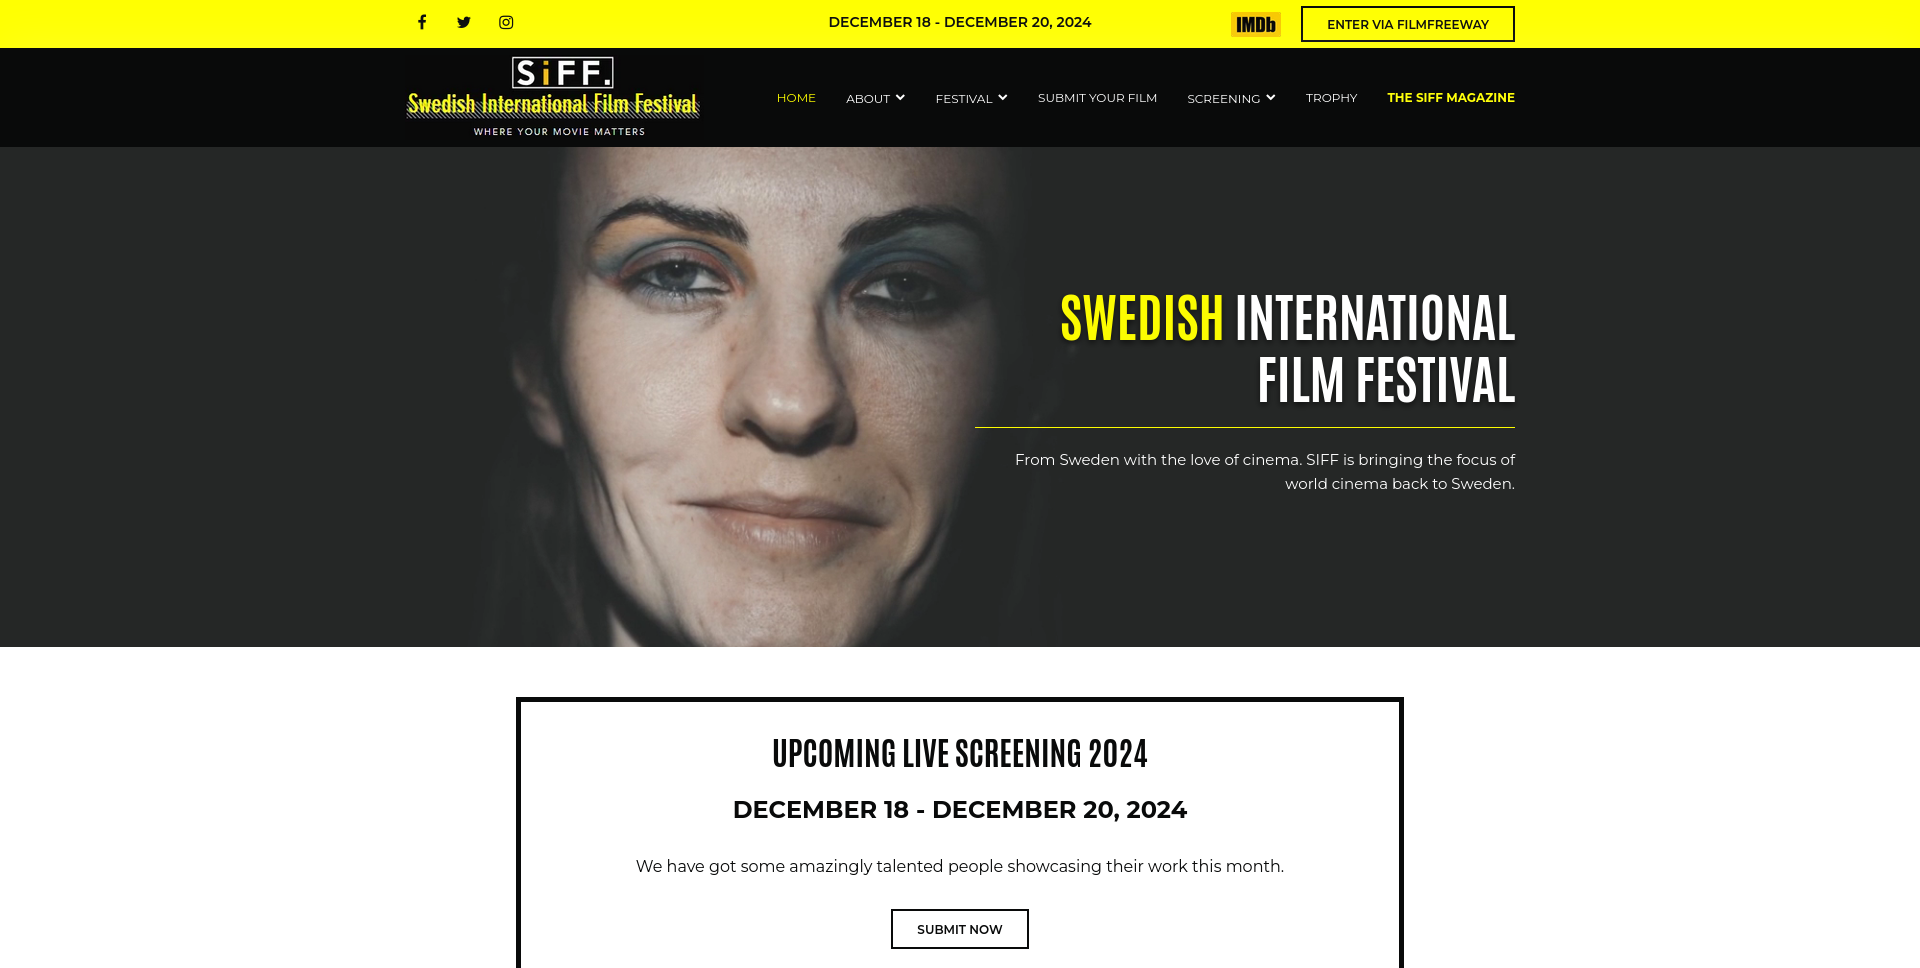 DECEMBER 18 - DECEMBER 20, 2024
IMDb
ENTER VIA FILMFREEWAY
SiFF.
Swedish International Film Festival
WHERE YOUR MOVIE MATTERS
HOME
ABOUT
FESTIVAL
SUBMIT YOUR FILM
SCREENING
TROPHY
THE SIFF MAGAZINE
SWEDISH INTERNATIONAL
FILM FESTIVAL
From Sweden with the love of cinema. SIFF is bringing the focus of
world cinema back to Sweden.
UPCOMING LIVE SCREENING 2024
DECEMBER 18 - DECEMBER 20, 2024
We have got some amazingly talented people showcasing their work this month.
SUBMIT NOW